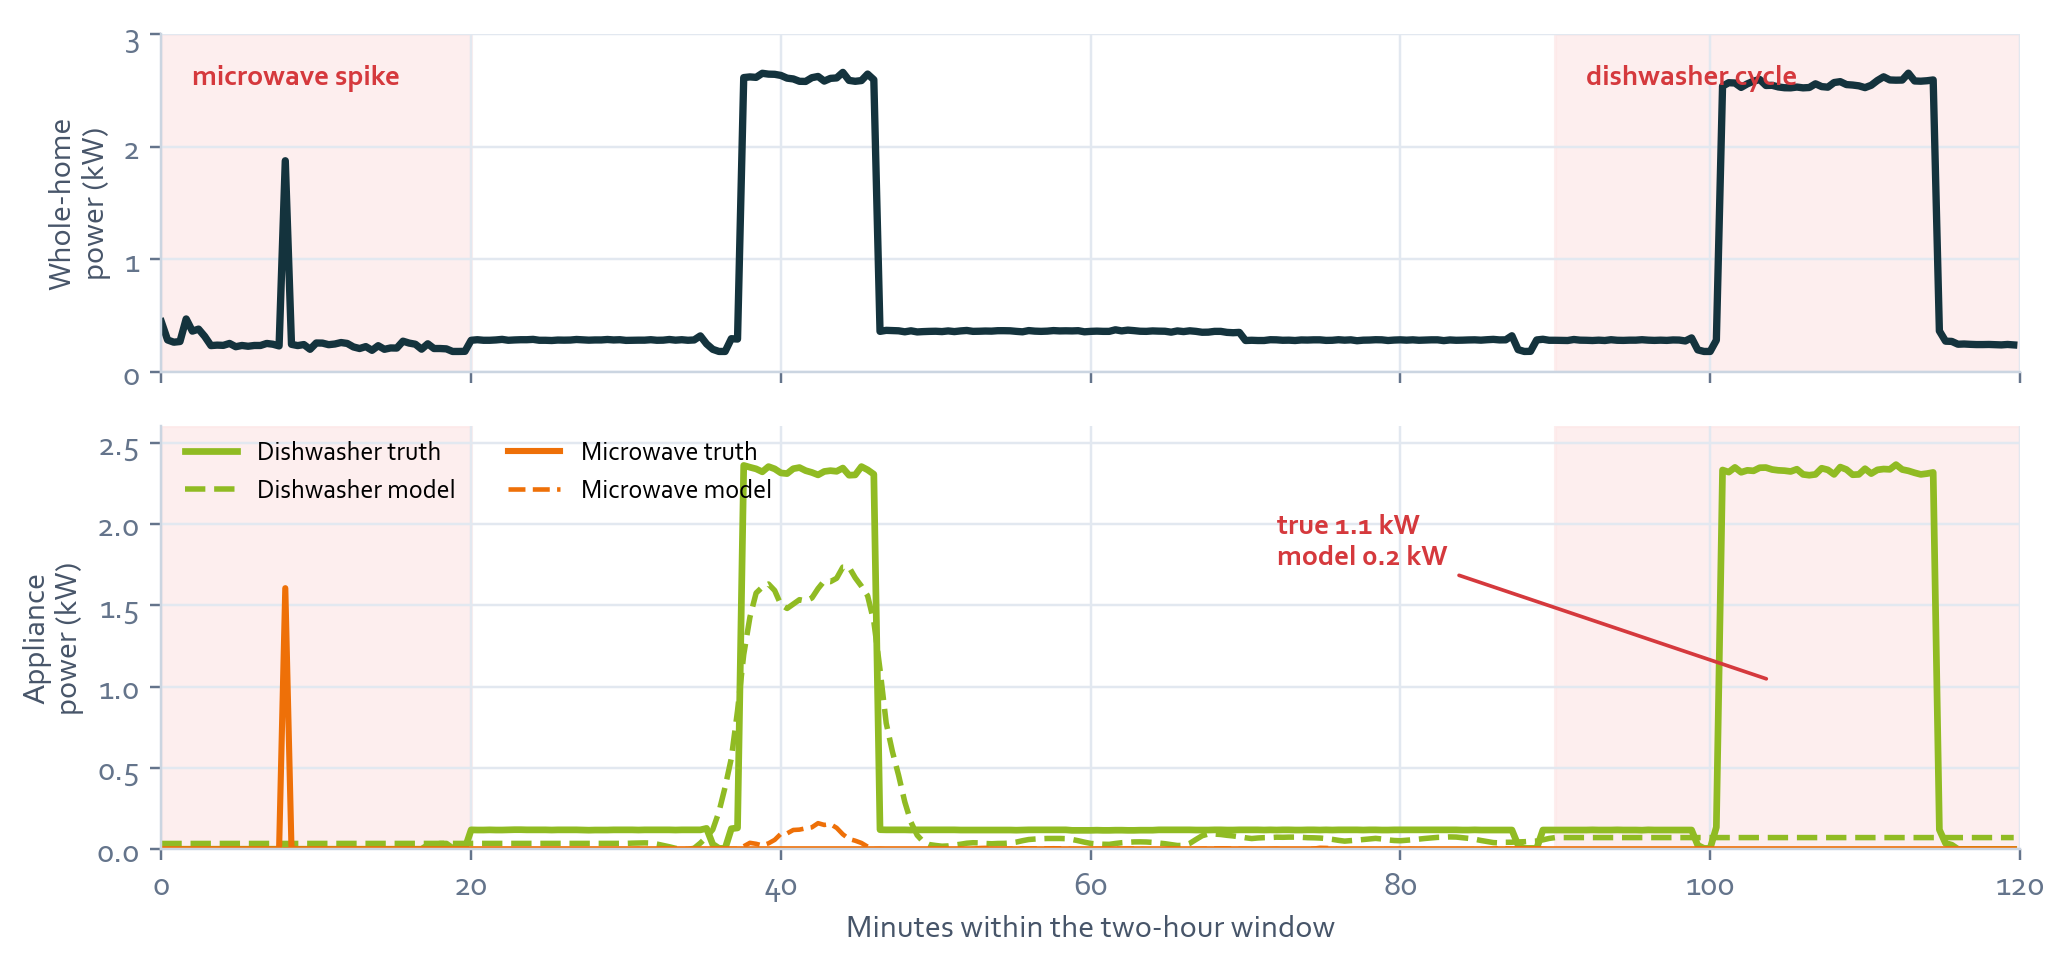 Whole-home
power (kW)
3
2
1
0
microwave spike
dishwasher cycle
Appliance
power (kW)
2.5
2.0
1.5
1.0
0.5
0.0
Dishwasher truth
Dishwasher model
Microwave truth
Microwave model
true 1.1 kW
model 0.2 kW
0 20 40 60 80 100 120
Minutes within the two-hour window